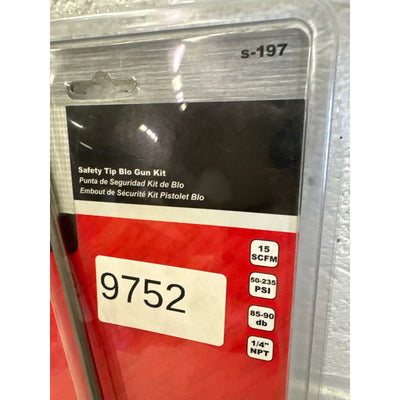 s-197
Safety Tip Blo Gun Kit
Punta de Seguridad Kit de Blo
Embout de Sécurité Kit Pistolet Blo
15
SCFM
50-235
PSI
85-90
db
1/4"
NPT
9752